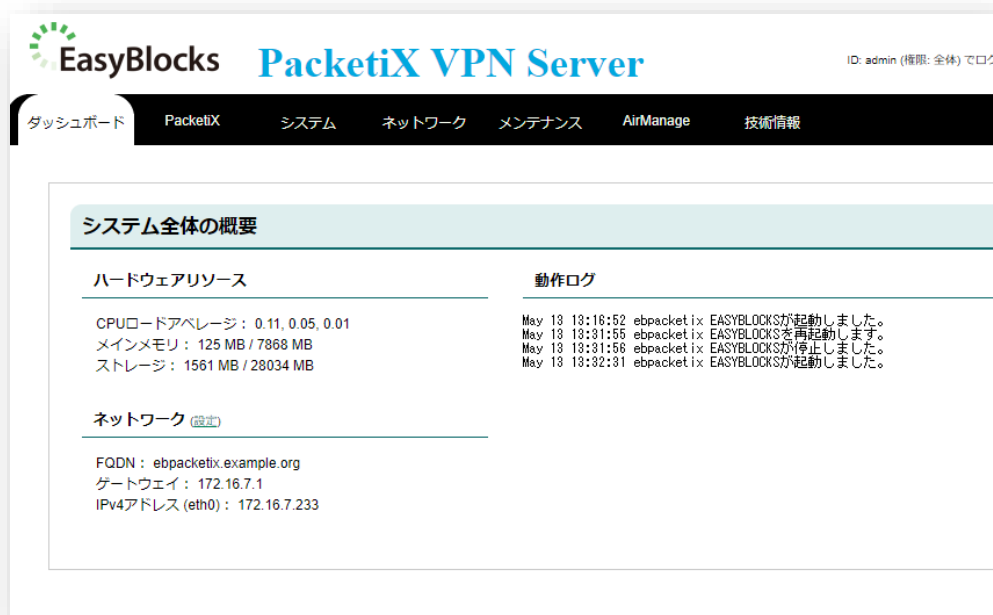 EasyBlocks PacketiX VPN Server
ID: admin (権限: 全体) でログ
ダッシュボード PacketiX システム ネットワーク メンテナンス AirManage 技術情報
システム全体の概要
ハードウェアリソース
CPUロードアベレージ： 0.11, 0.05, 0.01
メインメモリ： 125 MB / 7868 MB
ストレージ： 1561 MB / 28034 MB
動作ログ
May 13 13:16:52 ebpacketix EASYBLOCKSが起動しました。
May 13 13:31:55 ebpacketix EASYBLOCKSを再起動します。
May 13 13:31:56 ebpacketix EASYBLOCKSが停止しました。
May 13 13:32:31 ebpacketix EASYBLOCKSが起動しました。
ネットワーク (設定)
FQDN： ebpacketix.example.org
ゲートウェイ： 172.16.7.1
IPv4アドレス (eth0)： 172.16.7.233